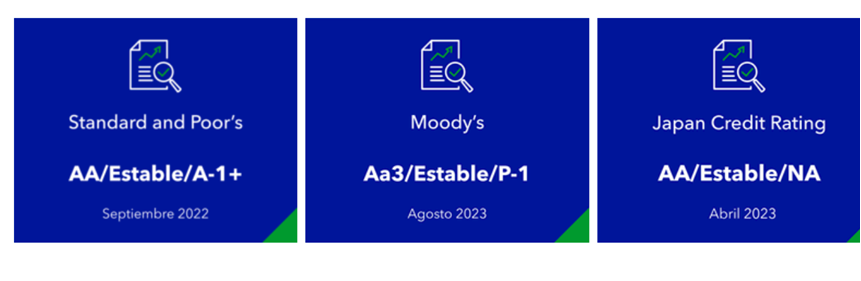 Standard and Poor's
AA/Estable/A-1+
Septiembre 2022
Moody's
Aa3/Estable/P-1
Agosto 2023
Japan Credit Rating
AA/Estable/NA
Abril 2023